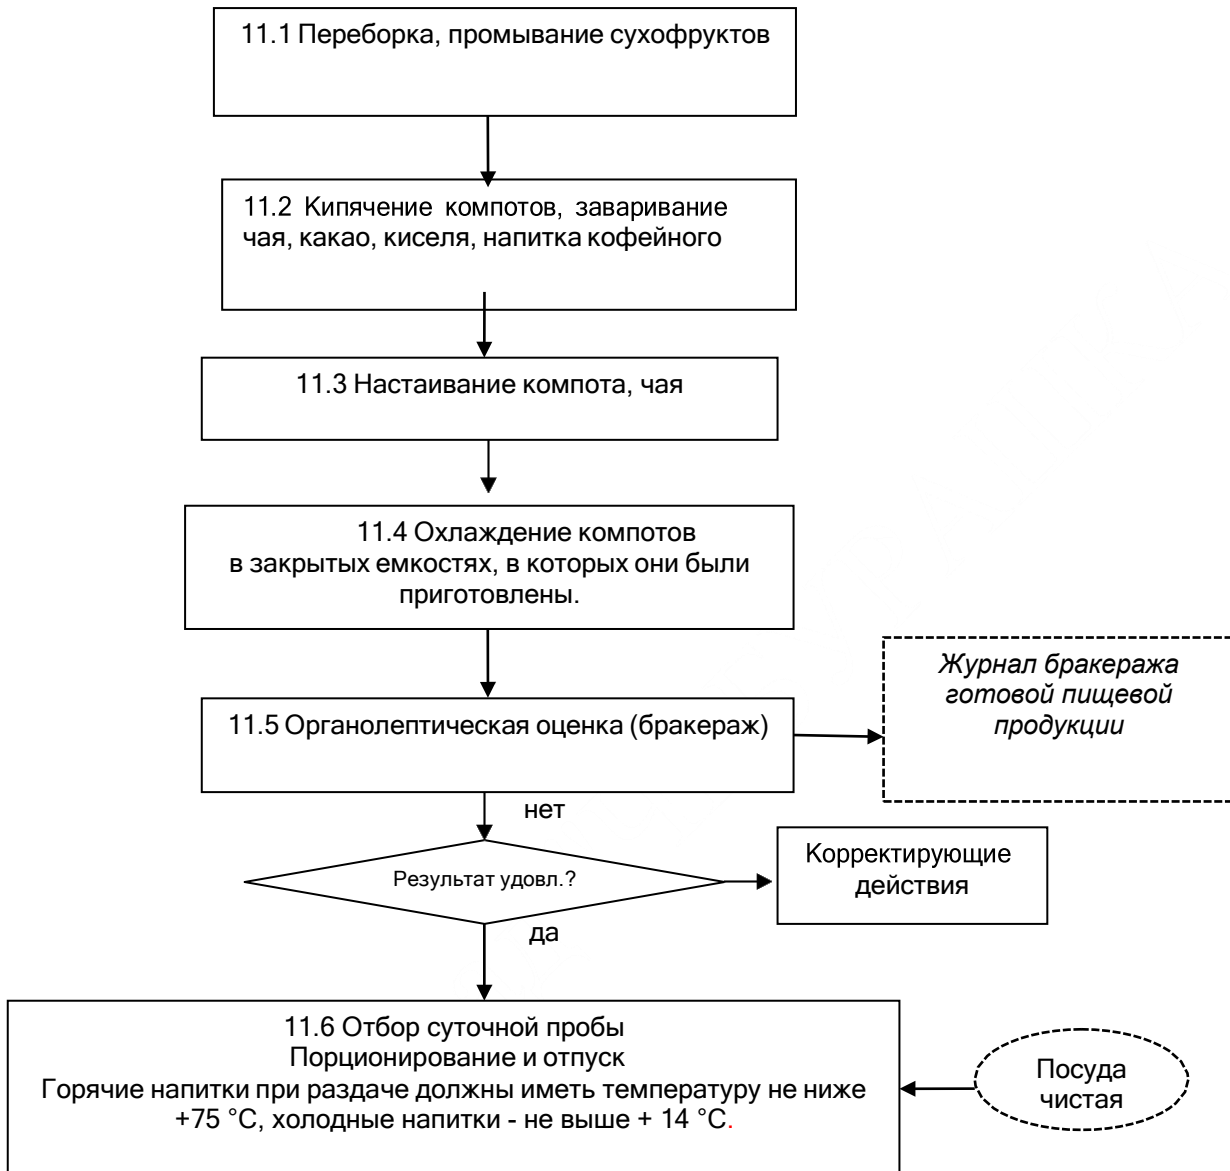 11.1 Переборка, промывание сухофруктов
11.2 Кипячение компотов, заваривание
чая, какао, киселя, напитка кофейного
11.3 Настаивание компота, чая
11.4 Охлаждение компотов
в закрытых емкостях, в которых они были
приготовлены.
11.5 Органолептическая оценка (бракераж)
Журнал бракеража
готовой пищевой
продукции
нет
Результат удовл.?
Корректирующие
действия
да
11.6 Отбор суточной пробы
Порционирование и отпуск
Горячие напитки при раздаче должны иметь температуру не ниже
+75 °С, холодные напитки - не выше + 14 °С.
Посуда
чистая